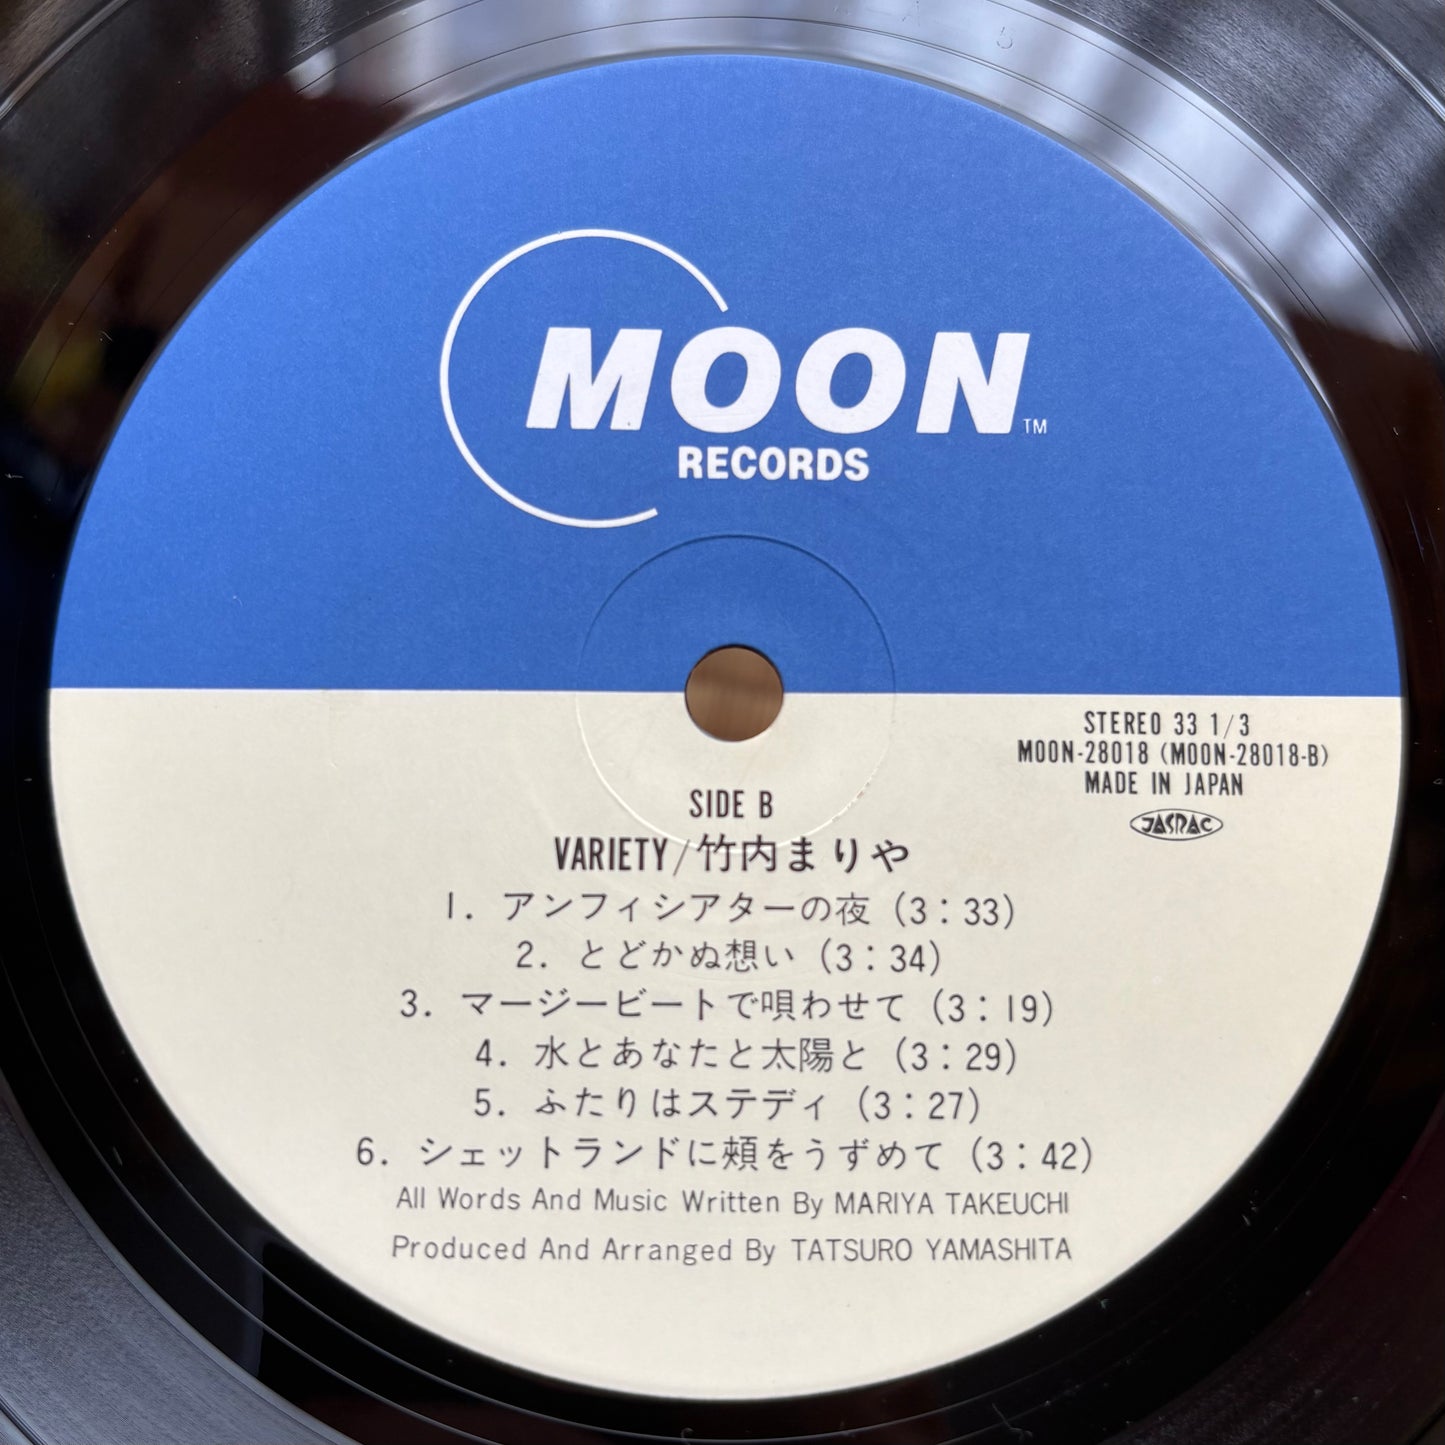 MOON™
RECORDS
STEREO 33 1/3
MOON-28018 (MOON-28018-B)
MADE IN JAPAN
JASRAC
SIDE B
VARIETY/竹内まりや
1. アンフィシアターの夜 (3:33)
2. とどかぬ想い (3:34)
3. マージービートで唄わせて (3:19)
4. 水とあなたと太陽と (3:29)
5. ふたりはステディ (3:27)
6. シェットランドに頬をうずめて (3:42)
All Words And Music Written By MARIYA TAKEUCHI
Produced And Arranged By TATSURO YAMASHITA